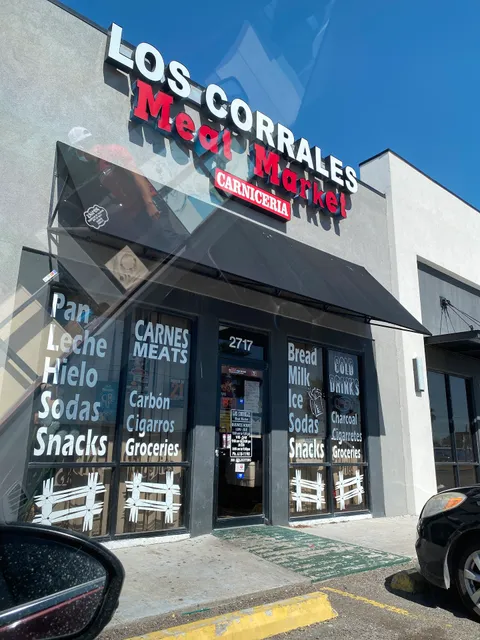 LOS CORRALES
Meat Market
CARNICERIA
2717
Pan
Leche
Hielo
Sodas
Snacks
CARNES
MEATS
Carbón
Cigarros
Groceries
Bread
Milk
Ice
Sodas
Snacks
COLD
DRINKS
Charcoal
Cigarettes
Groceries